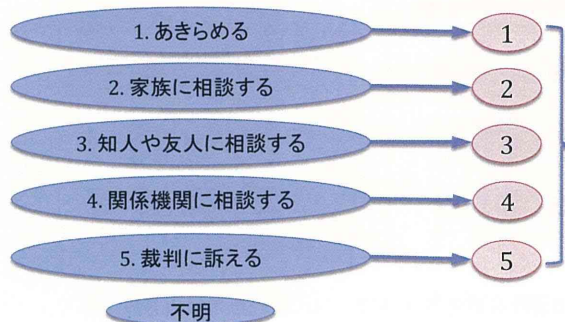 1. あきらめる 1
2. 家族に相談する 2
3. 知人や友人に相談する 3
4. 関係機関に相談する 4
5. 裁判に訴える 5
不明